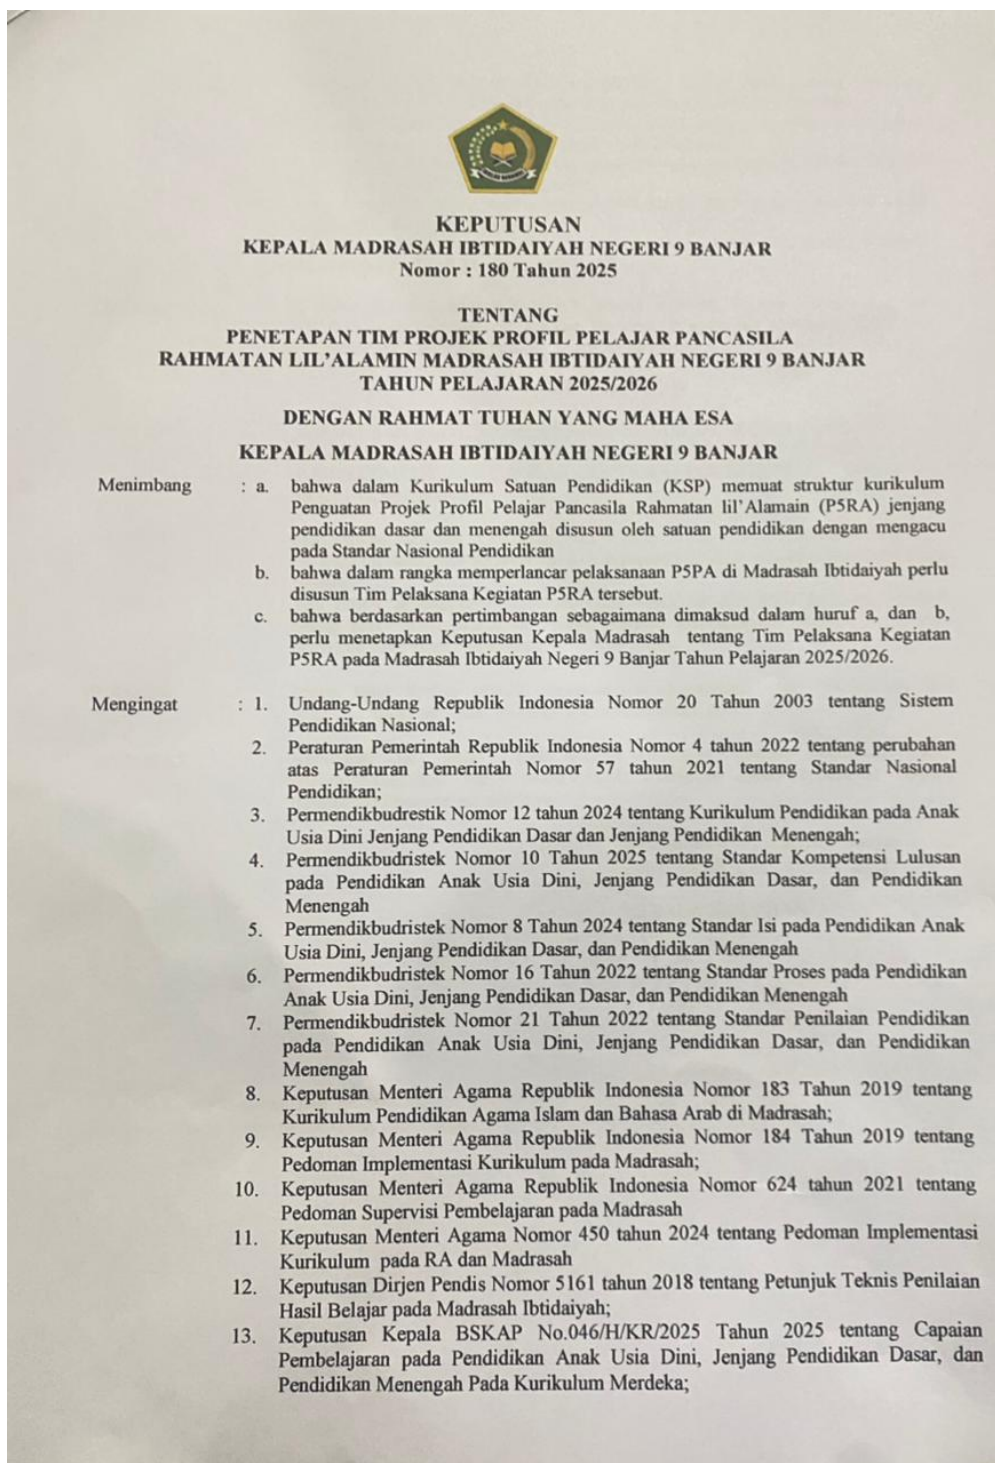 KEPUTUSAN
KEPALA MADRASAH IBTIDAIYAH NEGERI 9 BANJAR
Nomor : 180 Tahun 2025
TENTANG
PENETAPAN TIM PROJEK PROFIL PELAJAR PANCASILA
RAHMATAN LIL'ALAMIN MADRASAH IBTIDAIYAH NEGERI 9 BANJAR
TAHUN PELAJARAN 2025/2026
DENGAN RAHMAT TUHAN YANG MAHA ESA
KEPALA MADRASAH IBTIDAIYAH NEGERI 9 BANJAR
Menimbang : a. bahwa dalam Kurikulum Satuan Pendidikan (KSP) memuat struktur kurikulum
Penguatan Projek Profil Pelajar Pancasila Rahmatan lil'Alamain (P5RA) jenjang
pendidikan dasar dan menengah disusun oleh satuan pendidikan dengan mengacu
pada Standar Nasional Pendidikan
b. bahwa dalam rangka memperlancar pelaksanaan P5PA di Madrasah Ibtidaiyah perlu
disusun Tim Pelaksana Kegiatan P5RA tersebut.
c. bahwa berdasarkan pertimbangan sebagaimana dimaksud dalam huruf a, dan b,
perlu menetapkan Keputusan Kepala Madrasah tentang Tim Pelaksana Kegiatan
P5RA pada Madrasah Ibtidaiyah Negeri 9 Banjar Tahun Pelajaran 2025/2026.
Mengingat : 1. Undang-Undang Republik Indonesia Nomor 20 Tahun 2003 tentang Sistem
Pendidikan Nasional;
2. Peraturan Pemerintah Republik Indonesia Nomor 4 tahun 2022 tentang perubahan
atas Peraturan Pemerintah Nomor 57 tahun 2021 tentang Standar Nasional
Pendidikan;
3. Permendikbudrestik Nomor 12 tahun 2024 tentang Kurikulum Pendidikan pada Anak
Usia Dini Jenjang Pendidikan Dasar dan Jenjang Pendidikan Menengah;
4. Permendikbudristek Nomor 10 Tahun 2025 tentang Standar Kompetensi Lulusan
pada Pendidikan Anak Usia Dini, Jenjang Pendidikan Dasar, dan Pendidikan
Menengah
5. Permendikbudristek Nomor 8 Tahun 2024 tentang Standar Isi pada Pendidikan Anak
Usia Dini, Jenjang Pendidikan Dasar, dan Pendidikan Menengah
6. Permendikbudristek Nomor 16 Tahun 2022 tentang Standar Proses pada Pendidikan
Anak Usia Dini, Jenjang Pendidikan Dasar, dan Pendidikan Menengah
7. Permendikbudristek Nomor 21 Tahun 2022 tentang Standar Penilaian Pendidikan
pada Pendidikan Anak Usia Dini, Jenjang Pendidikan Dasar, dan Pendidikan
Menengah
8. Keputusan Menteri Agama Republik Indonesia Nomor 183 Tahun 2019 tentang
Kurikulum Pendidikan Agama Islam dan Bahasa Arab di Madrasah;
9. Keputusan Menteri Agama Republik Indonesia Nomor 184 Tahun 2019 tentang
Pedoman Implementasi Kurikulum pada Madrasah;
10. Keputusan Menteri Agama Republik Indonesia Nomor 624 tahun 2021 tentang
Pedoman Supervisi Pembelajaran pada Madrasah
11. Keputusan Menteri Agama Nomor 450 tahun 2024 tentang Pedoman Implementasi
Kurikulum pada RA dan Madrasah
12. Keputusan Dirjen Pendis Nomor 5161 tahun 2018 tentang Petunjuk Teknis Penilaian
Hasil Belajar pada Madrasah Ibtidaiyah;
13. Keputusan Kepala BSKAP No.046/H/KR/2025 Tahun 2025 tentang Capaian
Pembelajaran pada Pendidikan Anak Usia Dini, Jenjang Pendidikan Dasar, dan
Pendidikan Menengah Pada Kurikulum Merdeka;